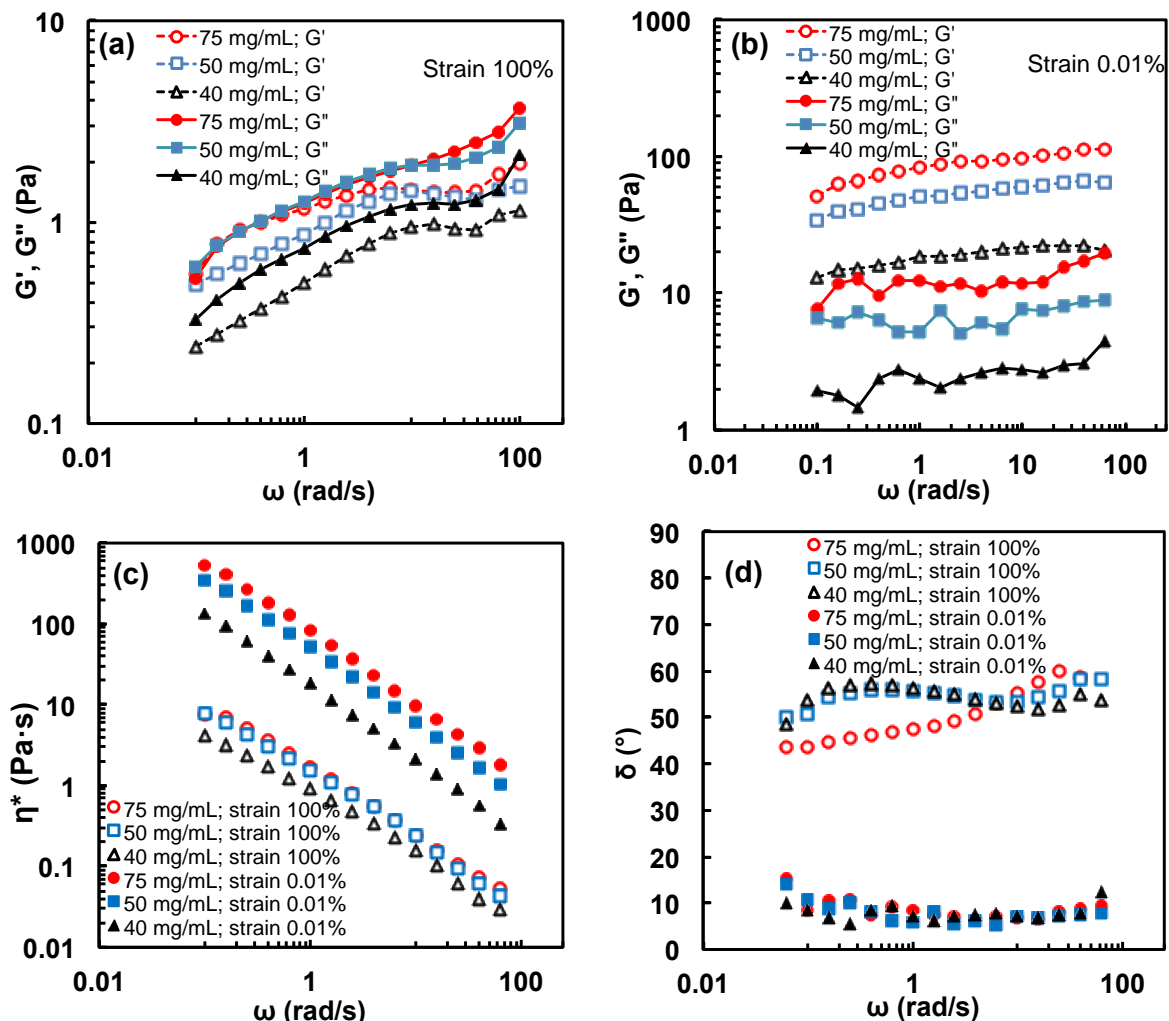 (a)
75 mg/mL; G'
50 mg/mL; G'
40 mg/mL; G'
75 mg/mL; G"
50 mg/mL; G"
40 mg/mL; G"
Strain 100%
10
1
0.1
G', G" (Pa)
0.01
1
100
ω (rad/s)
(b)
75 mg/mL; G'
50 mg/mL; G'
40 mg/mL; G'
75 mg/mL; G"
50 mg/mL; G"
40 mg/mL; G"
Strain 0.01%
1000
100
10
1
G', G" (Pa)
0.01
0.1
1
10
100
ω (rad/s)
(c)
1000
100
10
1
0.1
0.01
η* (Pa·s)
75 mg/mL; strain 100%
50 mg/mL; strain 100%
40 mg/mL; strain 100%
75 mg/mL; strain 0.01%
50 mg/mL; strain 0.01%
40 mg/mL; strain 0.01%
0.01
1
100
ω (rad/s)
(d)
75 mg/mL; strain 100%
50 mg/mL; strain 100%
40 mg/mL; strain 100%
75 mg/mL; strain 0.01%
50 mg/mL; strain 0.01%
40 mg/mL; strain 0.01%
90
80
70
60
50
40
30
20
10
0
δ (°)
0.01
1
100
ω (rad/s)